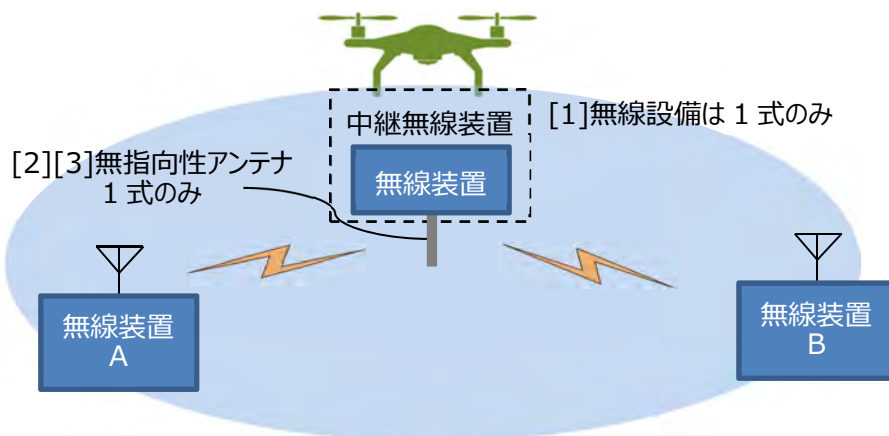 中継無線装置
[1]無線設備は 1 式のみ
[2][3]無指向性アンテナ
1 式のみ
無線装置
無線装置
A
無線装置
B